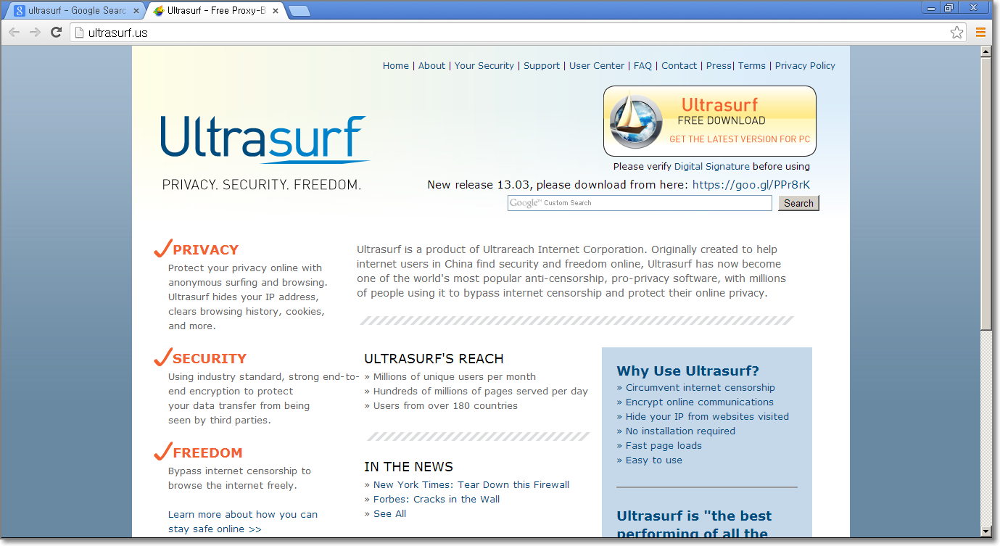 ultrasurf - Google Searc
Ultrasurf - Free Proxy-B
ultrasurf.us
Home | About | Your Security | Support | User Center | FAQ | Contact | Press| Terms | Privacy Policy
Ultrasurf
FREE DOWNLOAD
GET THE LATEST VERSION FOR PC
Ultrasurf
PRIVACY. SECURITY. FREEDOM.
Please verify Digital Signature before using
New release 13.03, please download from here: https://goo.gl/PPr8rK
Google™ Custom Search
Search
PRIVACY
Protect your privacy online with
anonymous surfing and browsing.
Ultrasurf hides your IP address,
clears browsing history, cookies,
and more.
Ultrasurf is a product of Ultrareach Internet Corporation. Originally created to help
internet users in China find security and freedom online, Ultrasurf has now become
one of the world's most popular anti-censorship, pro-privacy software, with millions
of people using it to bypass internet censorship and protect their online privacy.
SECURITY
Using industry standard, strong end-to-
end encryption to protect
your data transfer from being
seen by third parties.
FREEDOM
Bypass internet censorship to
browse the internet freely.
Learn more about how you can
stay safe online >>
ULTRASURF'S REACH
» Millions of unique users per month
» Hundreds of millions of pages served per day
» Users from over 180 countries
IN THE NEWS
» New York Times: Tear Down this Firewall
» Forbes: Cracks in the Wall
» See All
Why Use Ultrasurf?
» Circumvent internet censorship
» Encrypt online communications
» Hide your IP from websites visited
» No installation required
» Fast page loads
» Easy to use
Ultrasurf is "the best
performing of all the